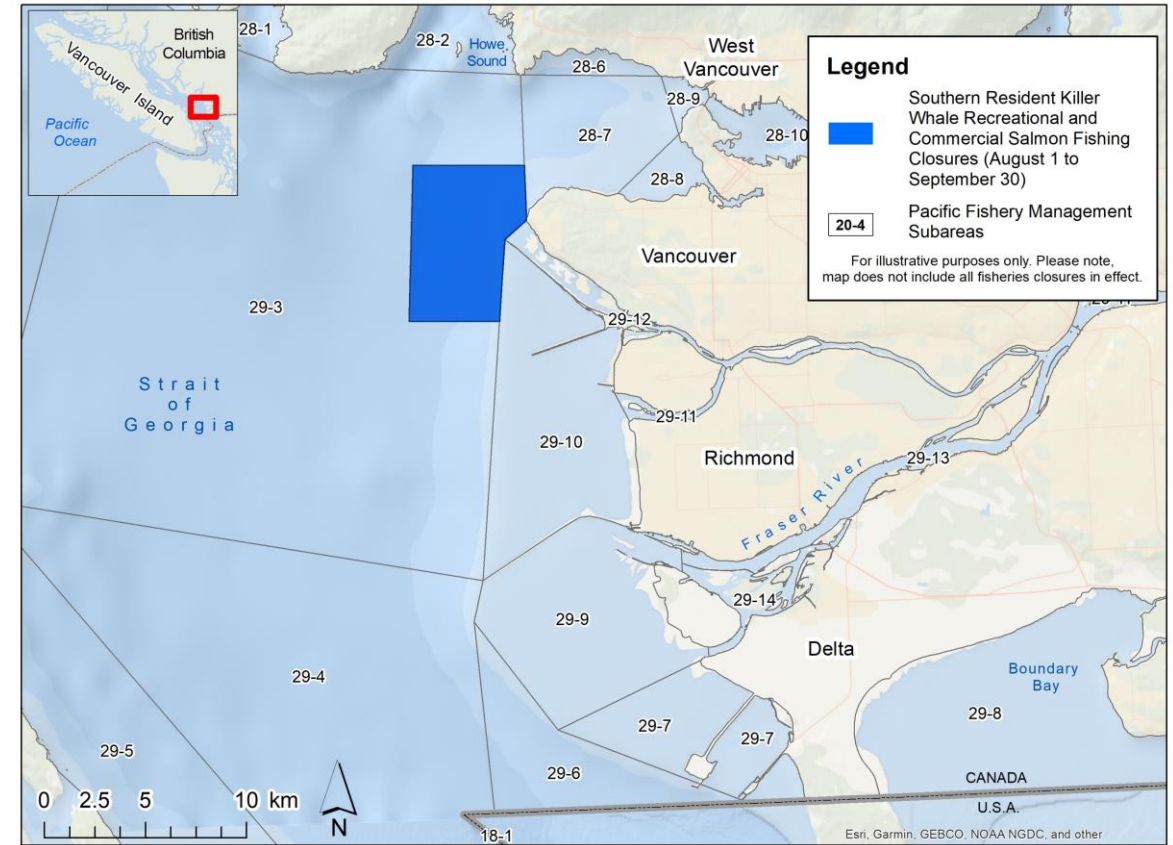 British
Columbia
Vancouver Island
Pacific
Ocean
28-1
28-2
Howe
Sound
28-6
West
Vancouver
28-9
28-7
28-10
28-8
Legend
Southern Resident Killer
Whale Recreational and
Commercial Salmon Fishing
Closures (August 1 to
September 30)
20-4
Pacific Fishery Management
Subareas
For illustrative purposes only. Please note,
map does not include all fisheries closures in effect.
Vancouver
29-3
29-12
Strait
of
Georgia
29-11
29-10
Richmond
29-13
Fraser River
29-14
29-9
Delta
29-4
Boundary
Bay
29-8
29-7
29-7
29-5
29-6
CANADA
U.S.A.
0 2.5 5 10 km
N
18-1
Esri, Garmin, GEBCO, NOAA NGDC, and other